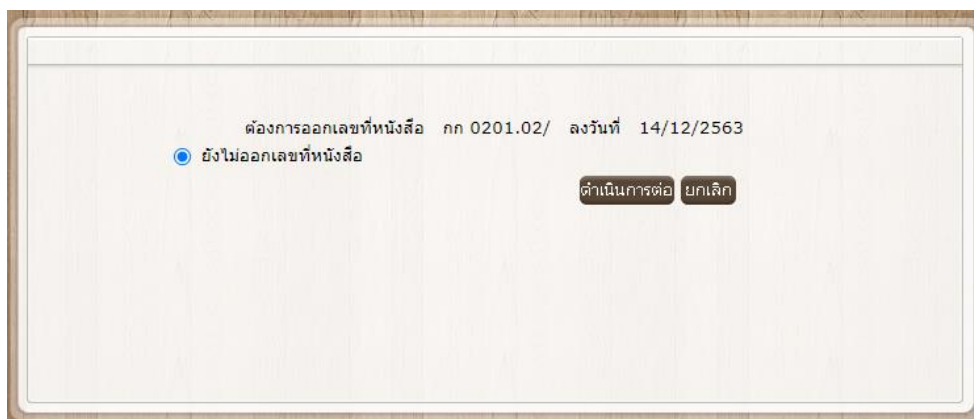 ต้องการออกเลขที่หนังสือ กก 0201.02/ ลงวันที่ 14/12/2563
ยังไม่ออกเลขที่หนังสือ
ดำเนินการต่อ ยกเลิก